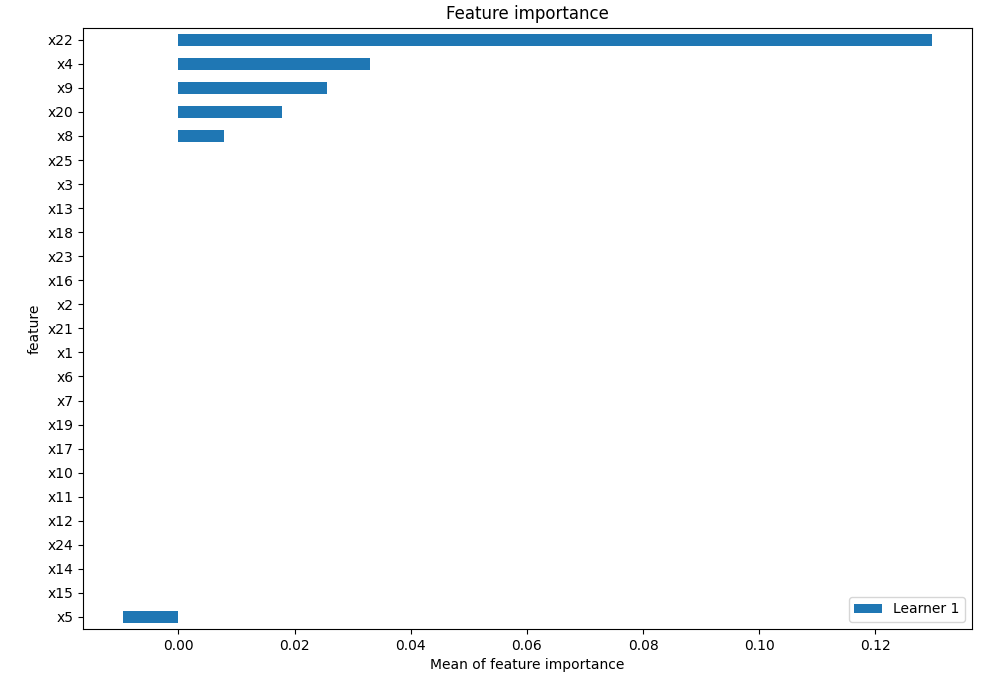 Feature importance
x22
x4
x9
x20
x8
x25
x3
x13
x18
x23
x16
x2
x21
x1
x6
x7
x19
x17
x10
x11
x12
x24
x14
x15
x5
feature
Learner 1
0.00 0.02 0.04 0.06 0.08 0.10 0.12
Mean of feature importance